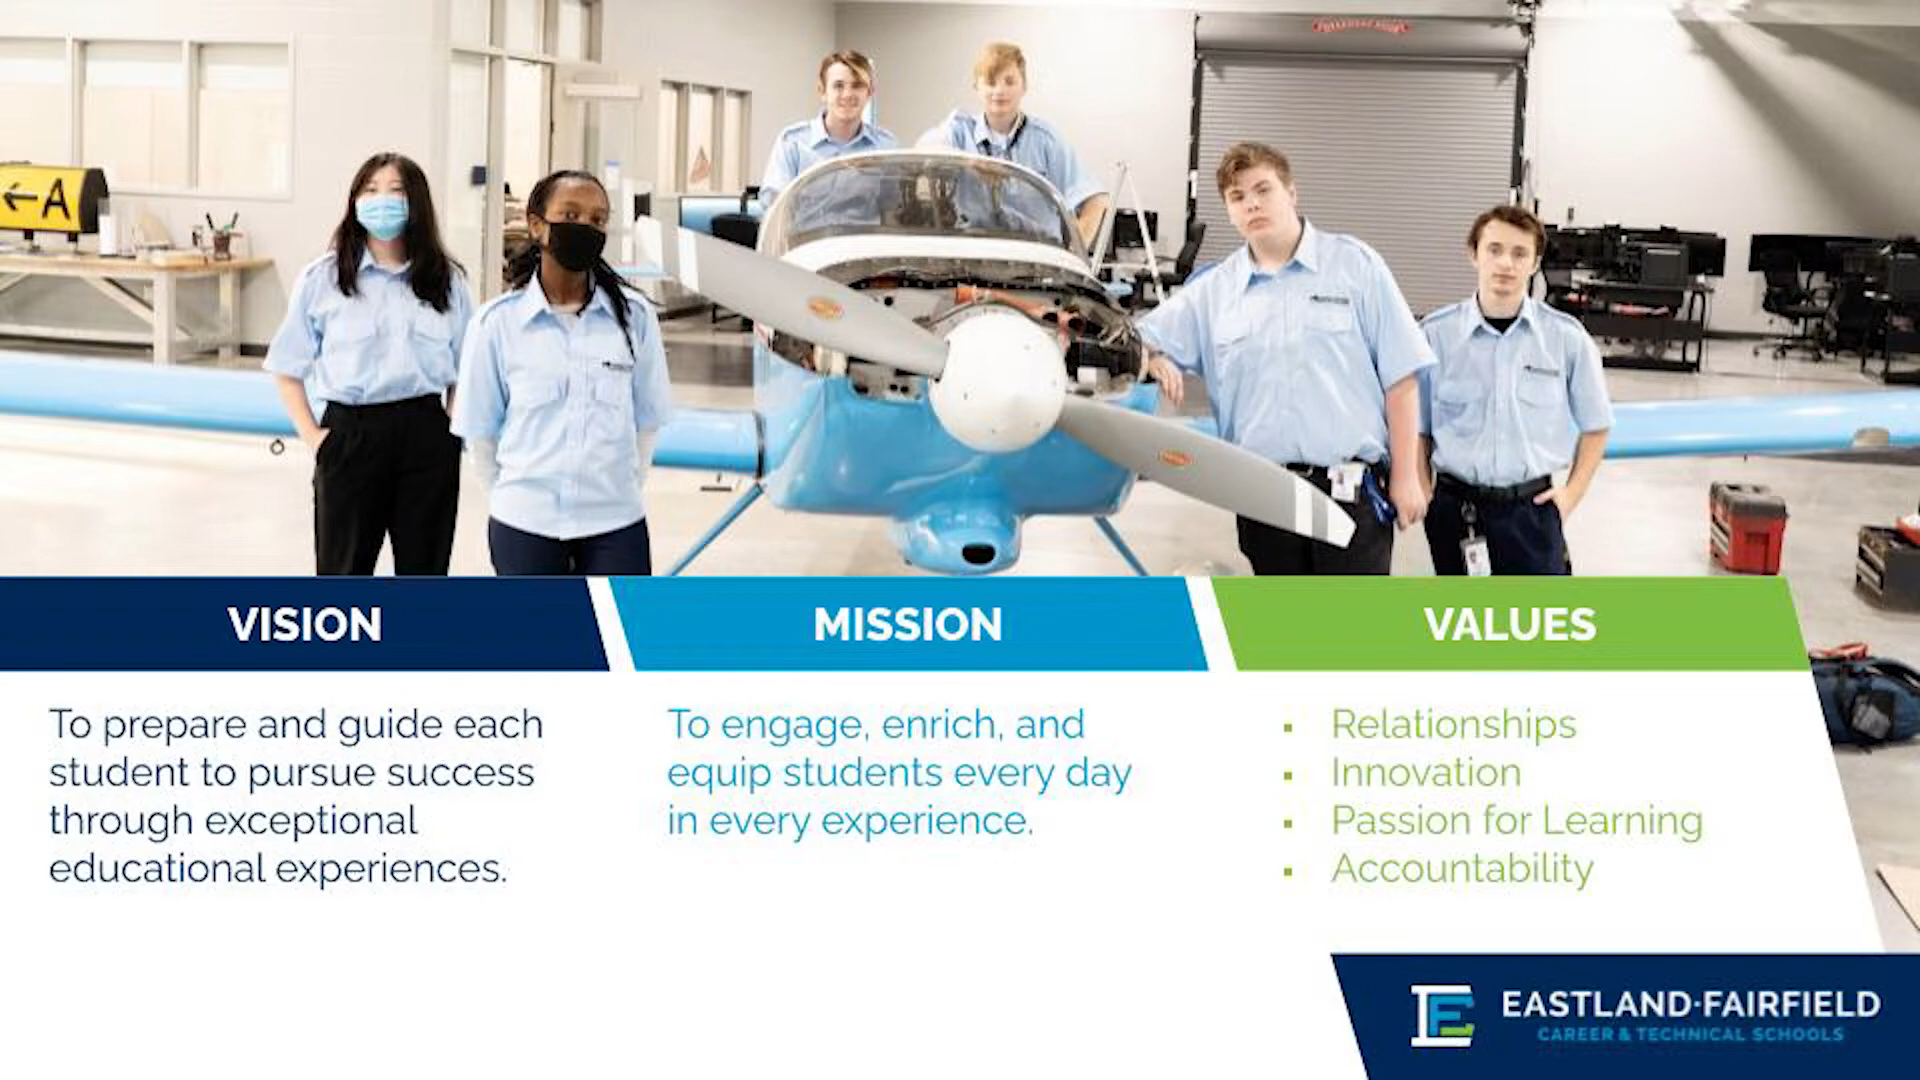 ←A
VISION
To prepare and guide each
student to pursue success
through exceptional
educational experiences.
MISSION
To engage, enrich, and
equip students every day
in every experience.
VALUES
▪ Relationships
▪ Innovation
▪ Passion for Learning
▪ Accountability
EASTLAND·FAIRFIELD
CAREER & TECHNICAL SCHOOLS